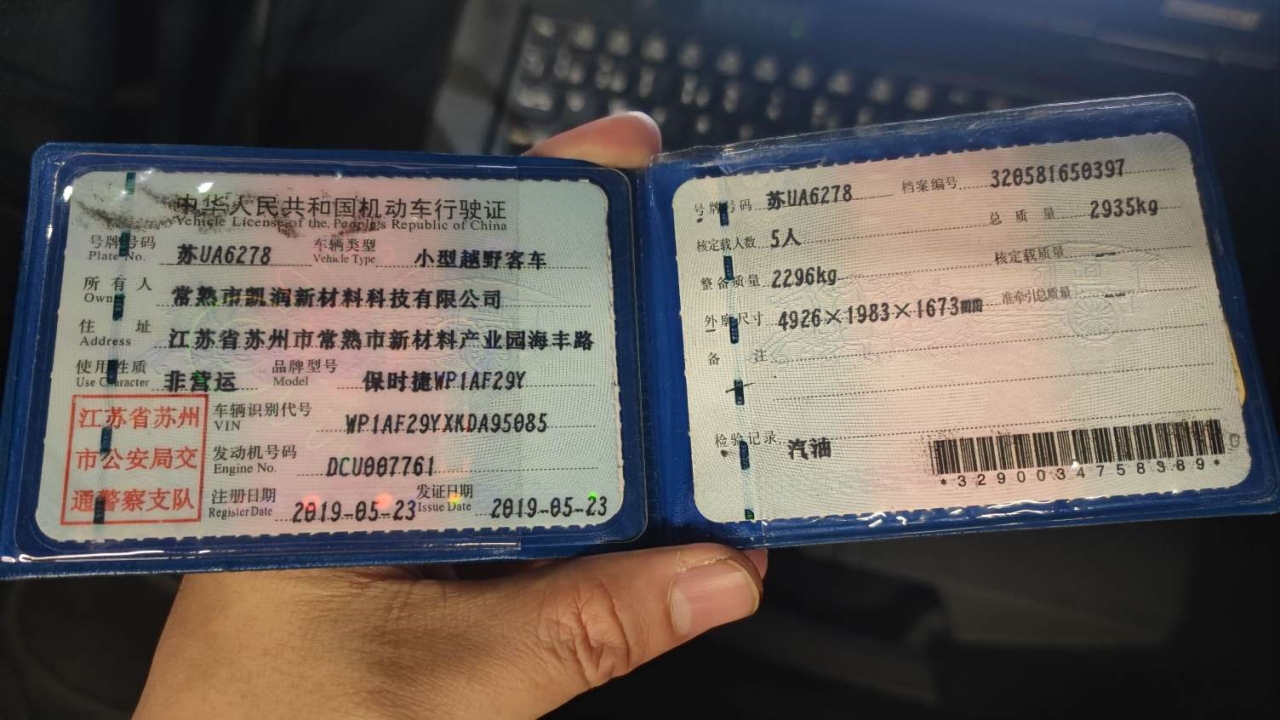 中华人民共和国机动车行驶证
Vehicle License of the People's Republic of China
号牌号码 苏UA6278 车辆类型 小型越野客车
Plate No. Vehicle Type
所有人 常熟市凯润新材料科技有限公司
Owner
住址 江苏省苏州市常熟市新材料产业园海丰路
Address
使用性质 非营运 品牌型号 保时捷WP1AF29Y
Use Character Model
江苏省苏州
市公安局交
通警察支队
车辆识别代号 WP1AF29YXKDA95085
VIN
发动机号码 DCU007761
Engine No.
注册日期 2019-05-23 发证日期 2019-05-23
Register Date Issue Date
号牌号码 苏UA6278 档案编号 320581650397
核定载人数 5人 总质量 2935kg
整备质量 2296kg 核定载质量 --
外廓尺寸 4926×1983×1673mm 准牵引总质量 --
备注
检验记录 汽油
*3290034758389*